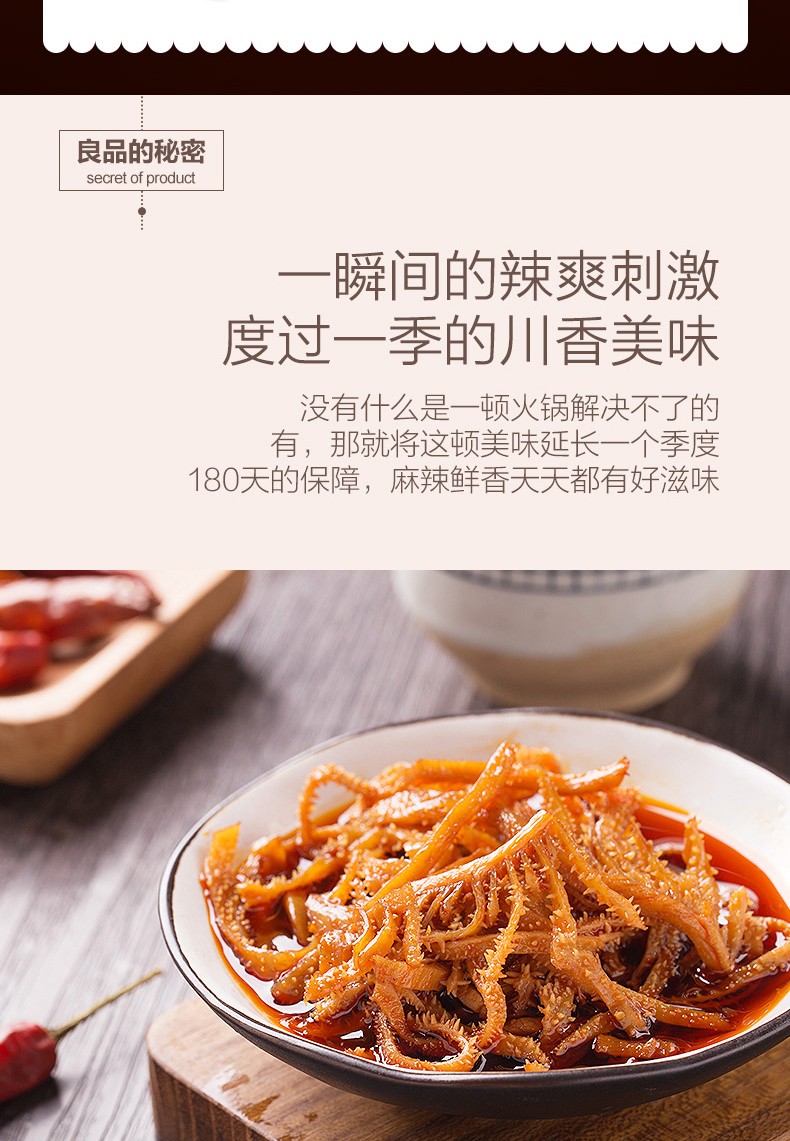 良品的秘密
secret of product
一瞬间的辣爽刺激
度过一季的川香美味
没有什么是一顿火锅解决不了的
有，那就将这顿美味延长一个季度
180天的保障，麻辣鲜香天天都有好滋味